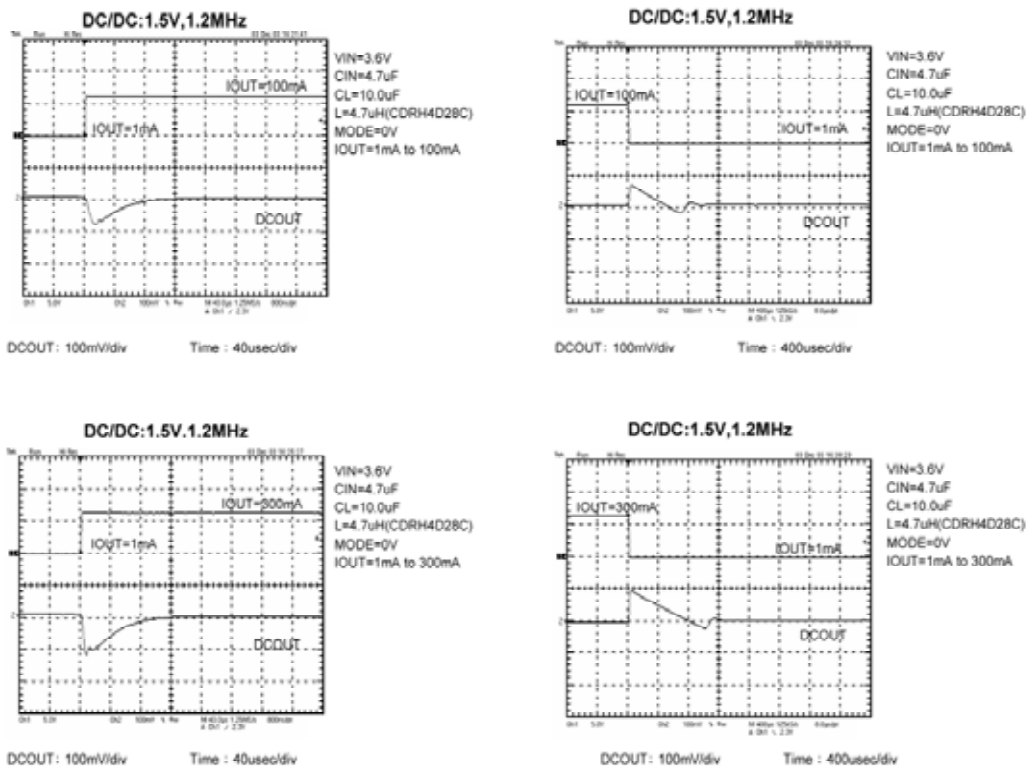 DC/DC:1.5V,1.2MHz
VIN=3.6V
CIN=4.7uF
CL=10.0uF
L=4.7uH(CDRH4D28C)
MODE=0V
IOUT=1mA to 100mA
IOUT=100mA
IOUT=1mA
DCOUT
DCOUT: 100mV/div Time : 40usec/div
DC/DC:1.5V,1.2MHz
VIN=3.6V
CIN=4.7uF
CL=10.0uF
L=4.7uH(CDRH4D28C)
MODE=0V
IOUT=1mA to 100mA
IOUT=100mA
IOUT=1mA
DCOUT
DCOUT: 100mV/div Time : 400usec/div
DC/DC:1.5V.1.2MHz
VIN=3.6V
CIN=4.7uF
CL=10.0uF
L=4.7uH(CDRH4D28C)
MODE=0V
IOUT=1mA to 300mA
IOUT=300mA
IOUT=1mA
DCOUT
DCOUT: 100mV/div Time : 40usec/div
DC/DC:1.5V,1.2MHz
VIN=3.6V
CIN=4.7uF
CL=10.0uF
L=4.7uH(CDRH4D28C)
MODE=0V
IOUT=1mA to 300mA
IOUT=300mA
IOUT=1mA
DCOUT
DCOUT: 100mV/div Time : 400usec/div